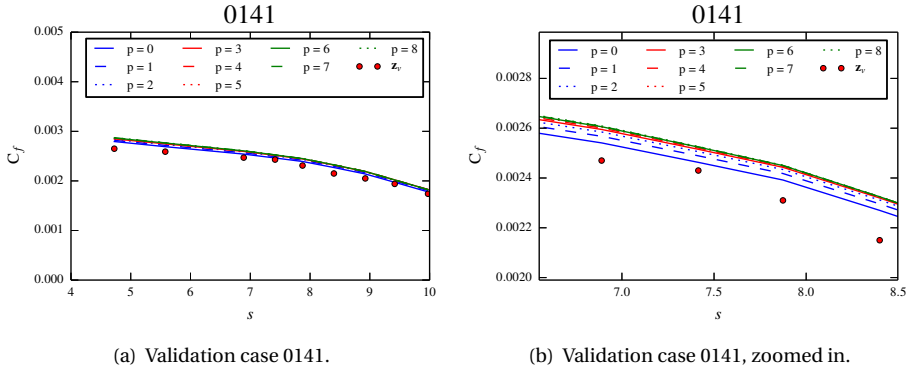 0141
p = 0 p = 3 p = 6 p = 8
p = 1 p = 4 p = 7 z_v
p = 2 p = 5
0.005
0.004
0.003
0.002
0.001
0.000
C_f
4 5 6 7 8 9 10
s
(a) Validation case 0141.
0141
p = 0 p = 3 p = 6 p = 8
p = 1 p = 4 p = 7 z_v
p = 2 p = 5
0.0028
0.0026
0.0024
0.0022
0.0020
C_f
7.0 7.5 8.0 8.5
s
(b) Validation case 0141, zoomed in.